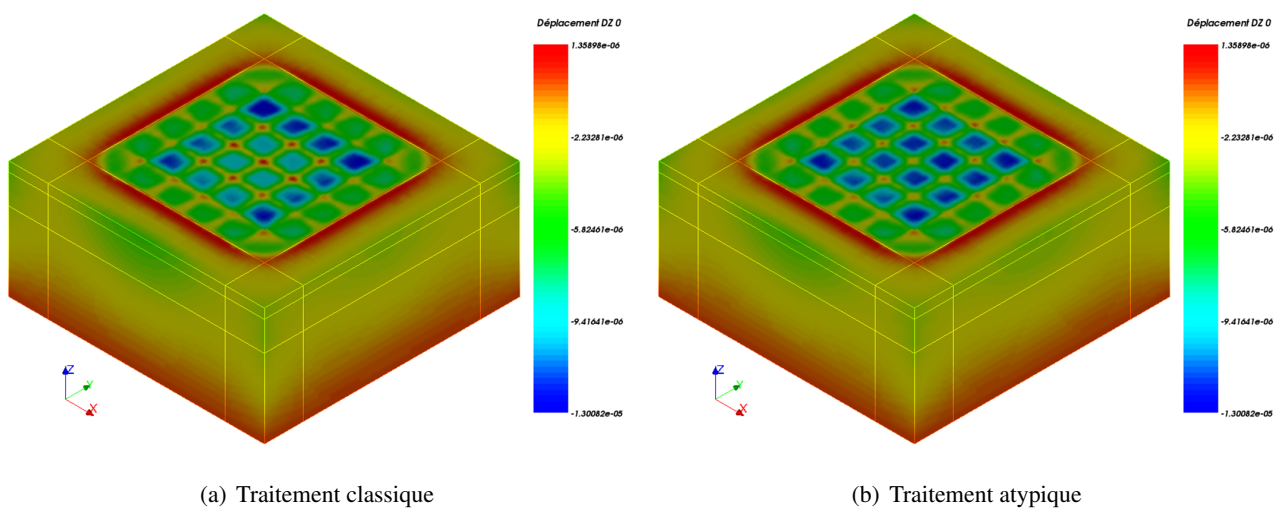 Déplacement DZ 0
1.35898e-06
-2.23281e-06
-5.82461e-06
-9.41641e-06
-1.30082e-05
Z
Y
X
(a) Traitement classique
Déplacement DZ 0
1.35898e-06
-2.23281e-06
-5.82461e-06
-9.41641e-06
-1.30082e-05
Z
Y
X
(b) Traitement atypique